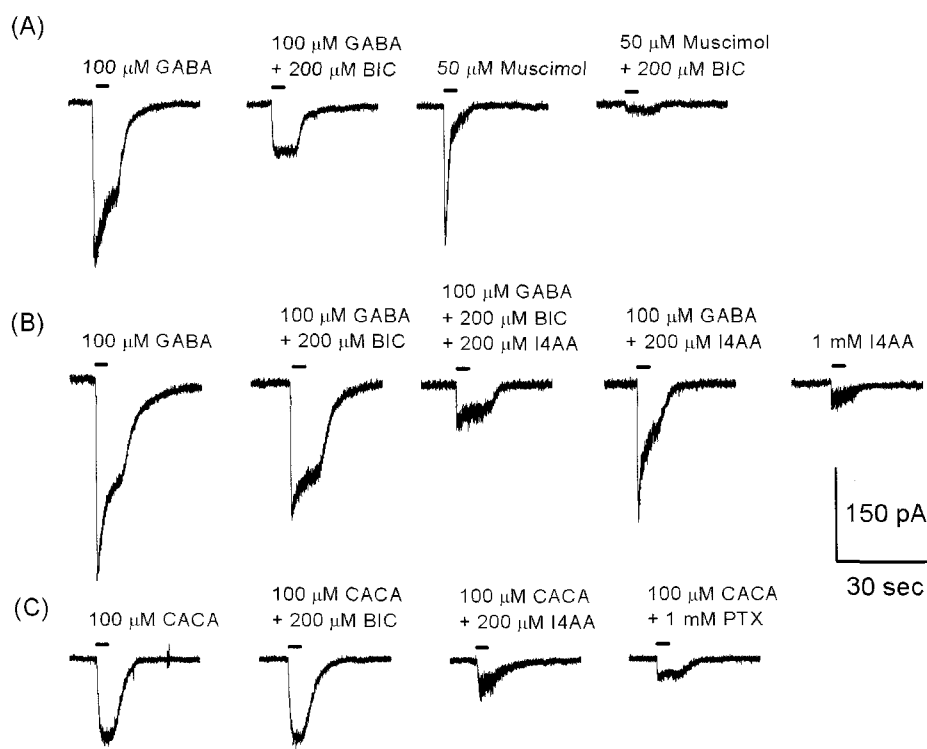 (A)
100 μM GABA
100 μM GABA
+ 200 μM BIC
50 μM Muscimol
50 μM Muscimol
+ 200 μM BIC
(B)
100 μM GABA
100 μM GABA
+ 200 μM BIC
100 μM GABA
+ 200 μM BIC
+ 200 μM I4AA
100 μM GABA
+ 200 μM I4AA
1 mM I4AA
150 pA
30 sec
(C)
100 μM CACA
100 μM CACA
+ 200 μM BIC
100 μM CACA
+ 200 μM I4AA
100 μM CACA
+ 1 mM PTX